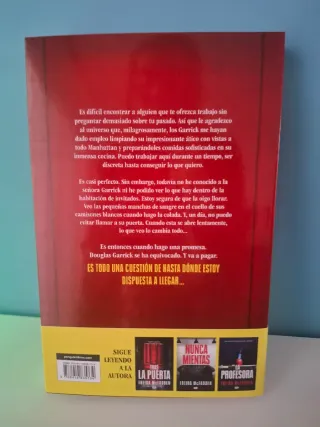 Es difícil encontrar a alguien que te ofrezca trabajo sin
preguntar demasiado sobre tu pasado. Así que le agradezco
al universo que, milagrosamente, los Garrick me hayan
dado empleo limpiando su impresionante ático con vistas a
todo Manhattan y preparándoles comidas sofisticadas en su
inmensa cocina. Puedo trabajar aquí durante un tiempo, ser
discreta hasta conseguir lo que quiero.
Es casi perfecto. Sin embargo, todavía no he conocido a la
señora Garrick ni he podido ver lo que hay dentro de la
habitación de invitados. Estoy segura de que la oigo llorar.
Veo las pequeñas manchas de sangre en el cuello de sus
camisones blancos cuando hago la colada. Y, un día, no puedo
evitar llamar a su puerta. Cuando esta se abre lentamente,
lo que veo lo cambia todo...
Es entonces cuando hago una promesa.
Douglas Garrick se ha equivocado. Y va a pagar.
ES TODO UNA CUESTIÓN DE HASTA DÓNDE ESTOY
DISPUESTA A LLEGAR...
SIGUE
LEYENDO
A LA
AUTORA
TRAS
LA PUERTA
FREIDA McFADDEN
NUNCA
MIENTAS
FREIDA McFADDEN
LA
PROFESORA
FREIDA McFADDEN